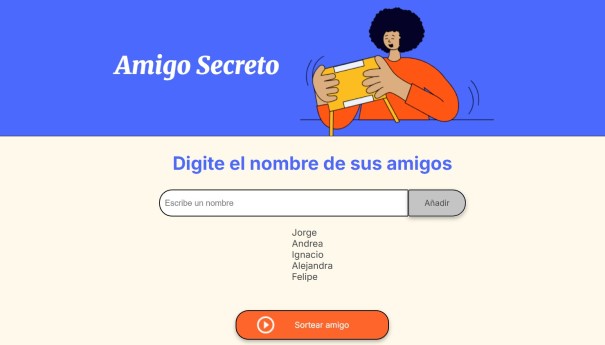 Amigo Secreto
Digite el nombre de sus amigos
Escribe un nombre
Añadir
Jorge
Andrea
Ignacio
Alejandra
Felipe
Sortear amigo